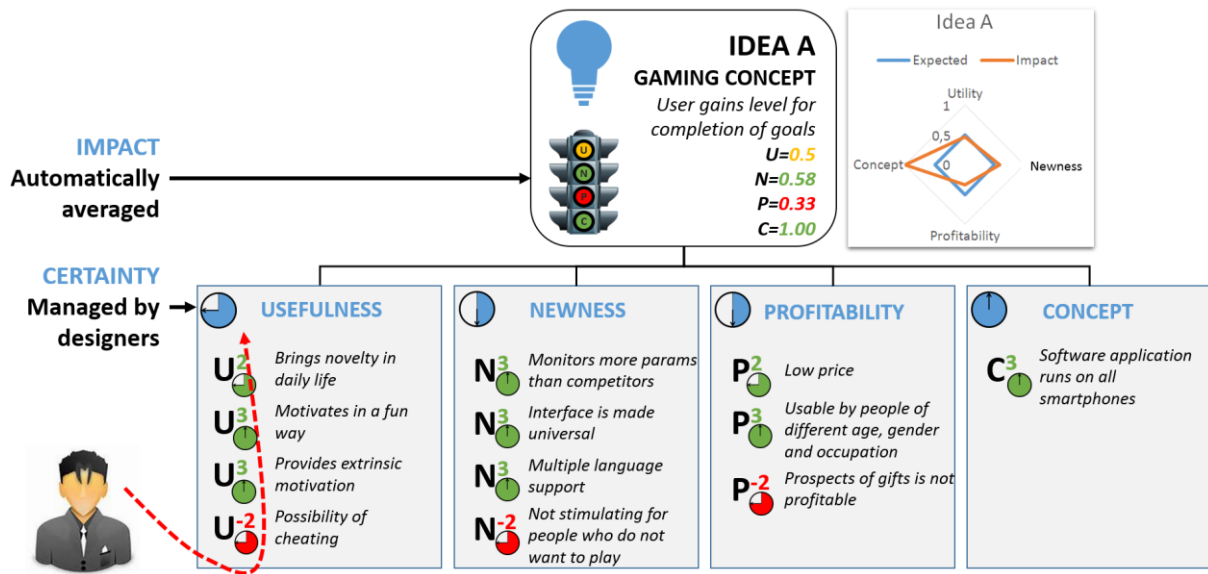 IDEA A
GAMING CONCEPT
User gains level for
completion of goals
U=0.5
N=0.58
P=0.33
C=1.00
U
N
P
C
Idea A
Expected
Impact
Utility
1
0,5
0
Concept
Newness
Profitability
IMPACT
Automatically
averaged
CERTAINTY
Managed by
designers
USEFULNESS
U2
Brings novelty in
daily life
U3
Motivates in a fun
way
U3
Provides extrinsic
motivation
U-2
Possibility of
cheating
NEWNESS
N3
Monitors more params
than competitors
N3
Interface is made
universal
N3
Multiple language
support
N-2
Not stimulating for
people who do not
want to play
PROFITABILITY
P2
Low price
P3
Usable by people of
different age, gender
and occupation
P-2
Prospects of gifts is not
profitable
CONCEPT
C3
Software application
runs on all
smartphones